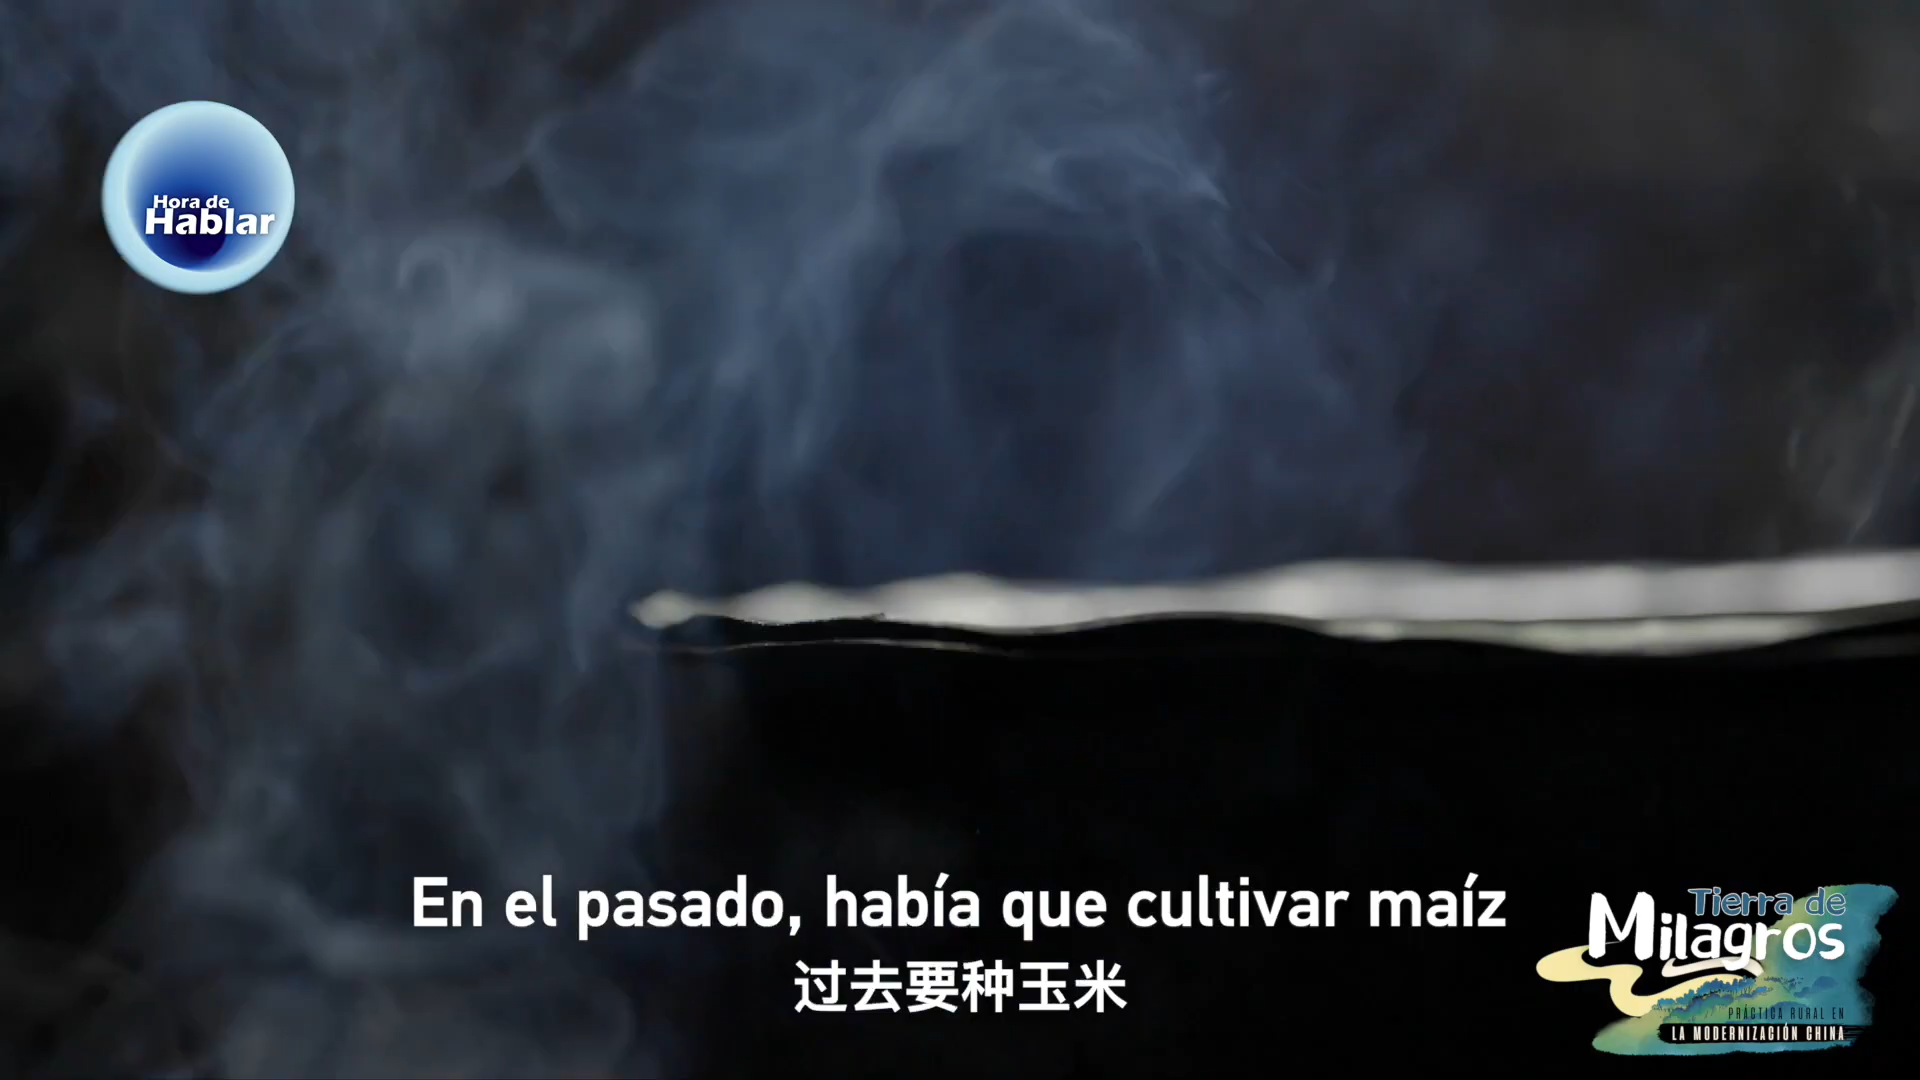 Hora de
Hablar
En el pasado, había que cultivar maíz
过去要种玉米
Tierra de
Milagros
PRÁCTICA RURAL EN
LA MODERNIZACIÓN CHINA